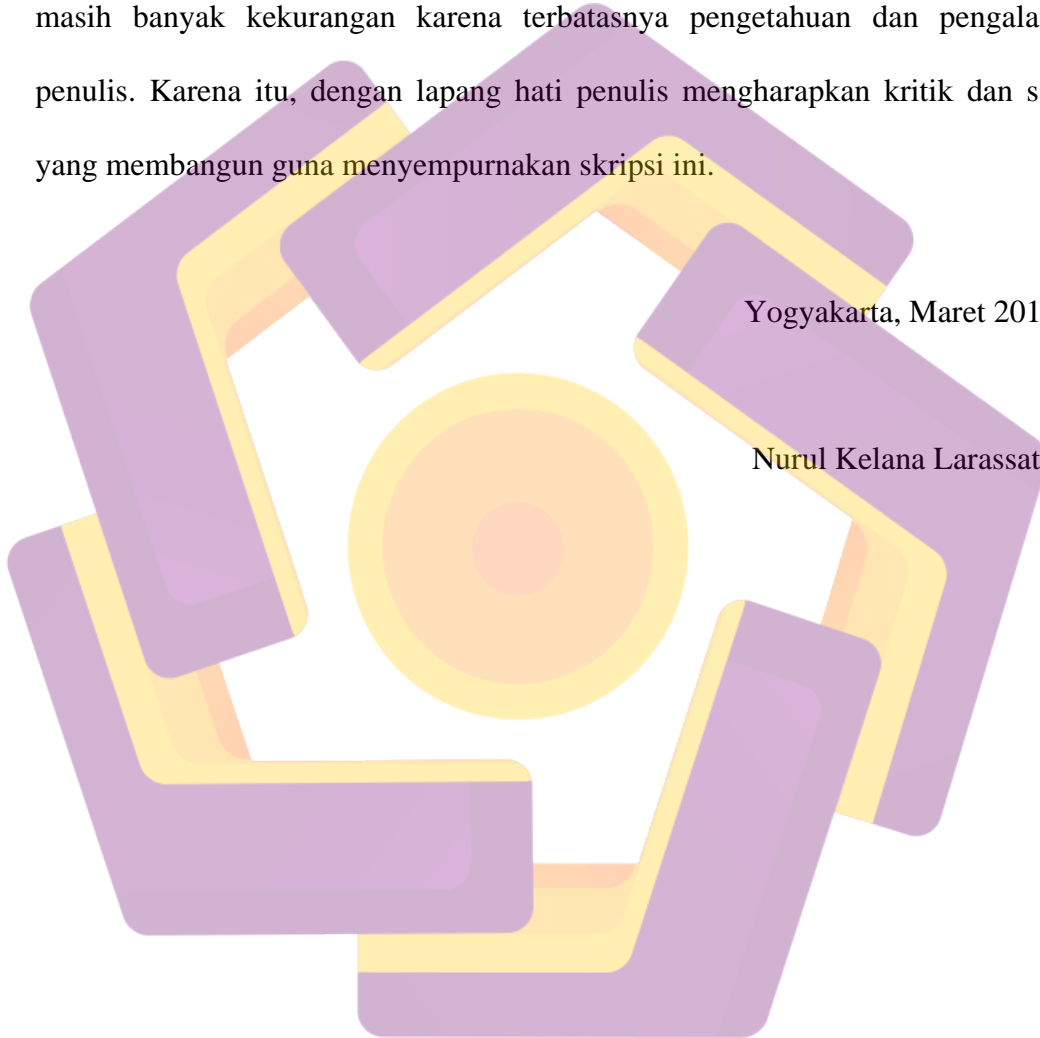 masih banyak kekurangan karena terbatasnya pengetahuan dan pengala
penulis. Karena itu, dengan lapang hati penulis mengharapkan kritik dan s
yang membangun guna menyempurnakan skripsi ini.
Yogyakarta, Maret 201
Nurul Kelana Larassat